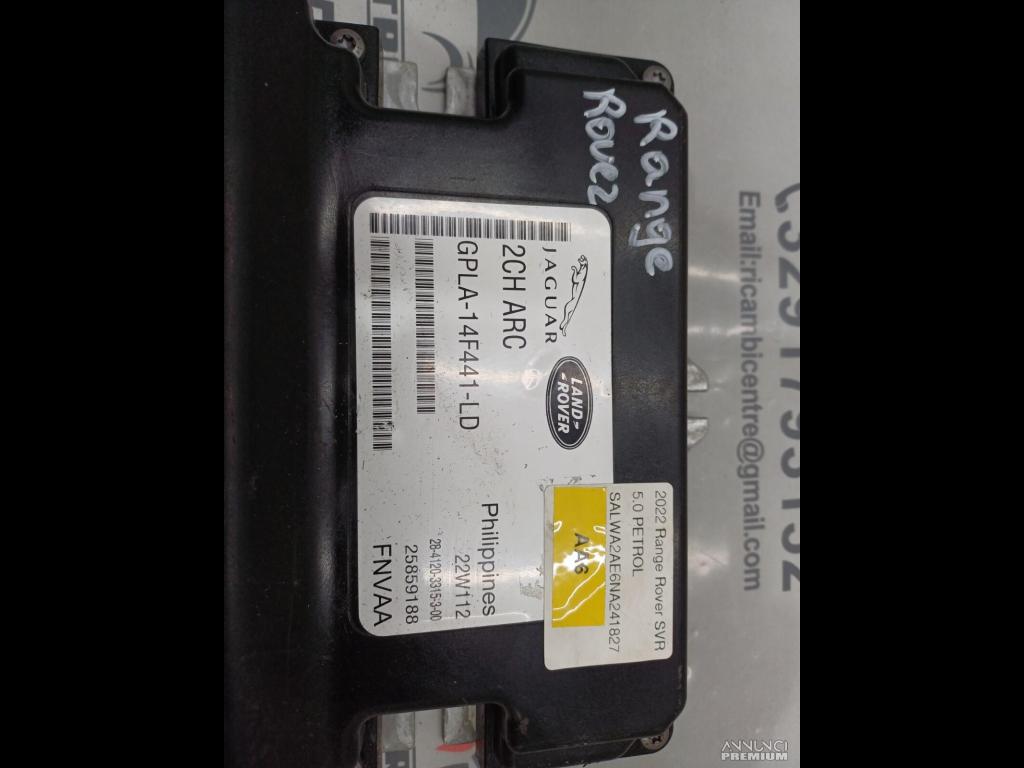 Range
Rover
JAGUAR
LAND-
-ROVER
2CH ARC
GPLA-14F441-LD
Philippines
22W112
28-4120-3315-3-00
25859188
FNVAA
2022 Range Rover SVR
5.0 PETROL
SALWA2AE6NA241827
AA6
Email:ricambicentre@gmail.com
ANNUNCI
PREMIUM